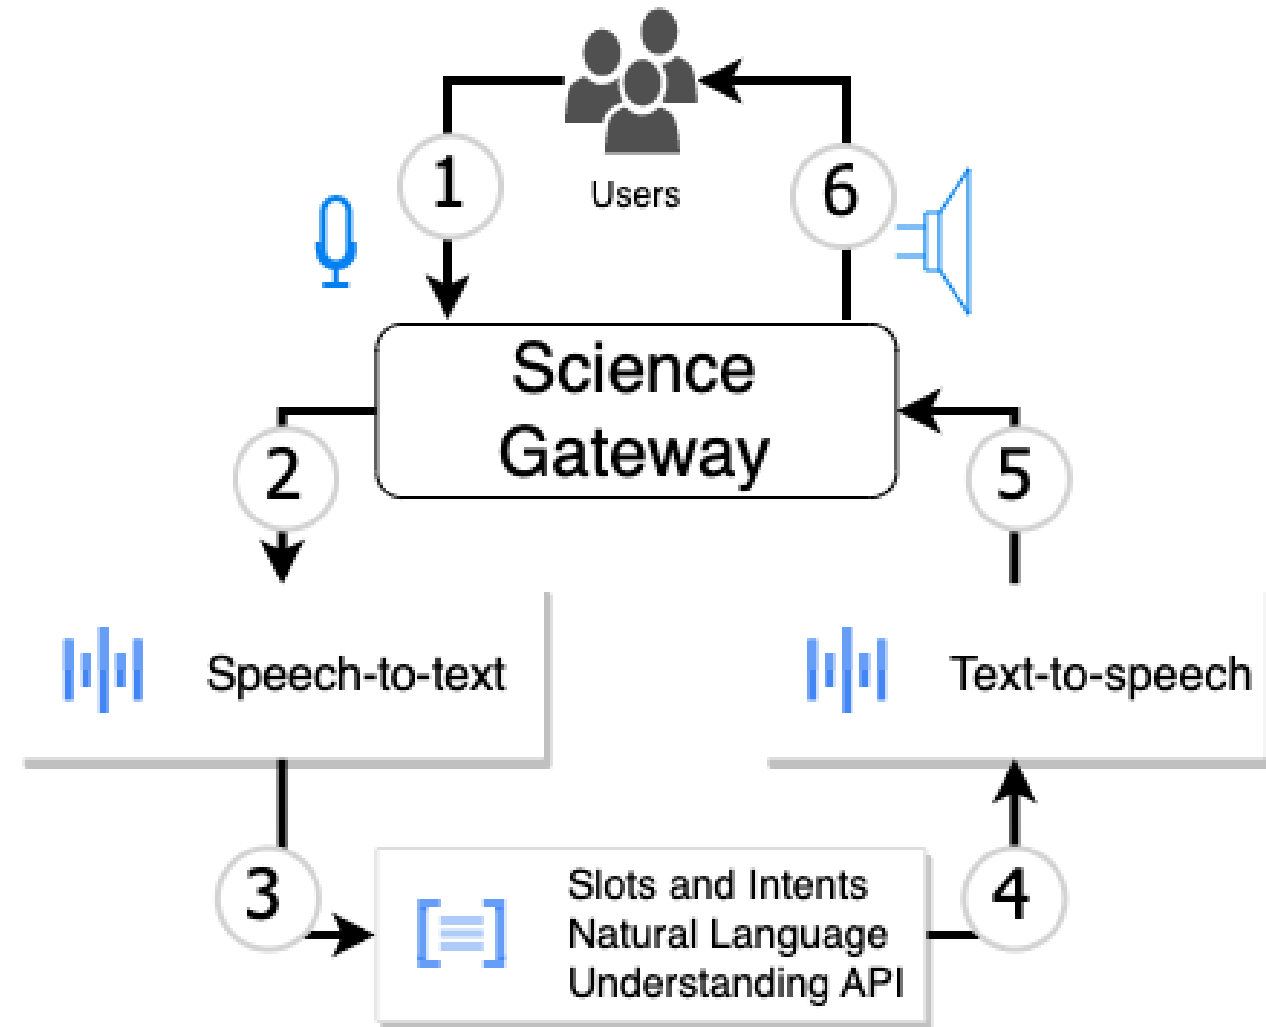 Users
1
6
Science
Gateway
2
5
Speech-to-text
Text-to-speech
3
Slots and Intents
Natural Language
Understanding API
4